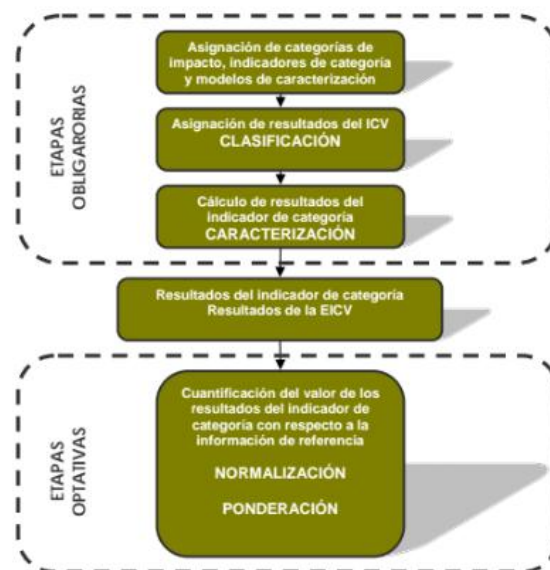 ETAPAS
OBLIGARORIAS
Asignación de categorías de
impacto, indicadores de categoría
y modelos de caracterización
Asignación de resultados del ICV
CLASIFICACIÓN
Cálculo de resultados del
indicador de categoría
CARACTERIZACIÓN
Resultados del indicador de categoría
Resultados de la EICV
ETAPAS
OPTATIVAS
Cuantificación del valor de los
resultados del indicador de
categoría con respecto a la
información de referencia
NORMALIZACIÓN
PONDERACIÓN